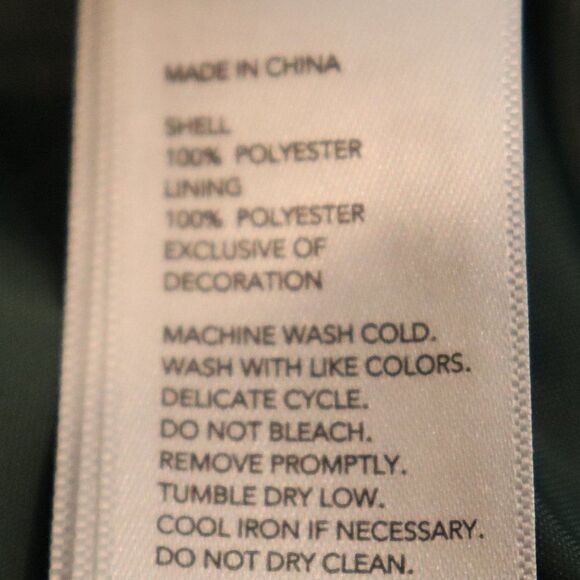 MADE IN CHINA
SHELL
100% POLYESTER
LINING
100% POLYESTER
EXCLUSIVE OF
DECORATION
MACHINE WASH COLD.
WASH WITH LIKE COLORS.
DELICATE CYCLE.
DO NOT BLEACH.
REMOVE PROMPTLY.
TUMBLE DRY LOW.
COOL IRON IF NECESSARY.
DO NOT DRY CLEAN.